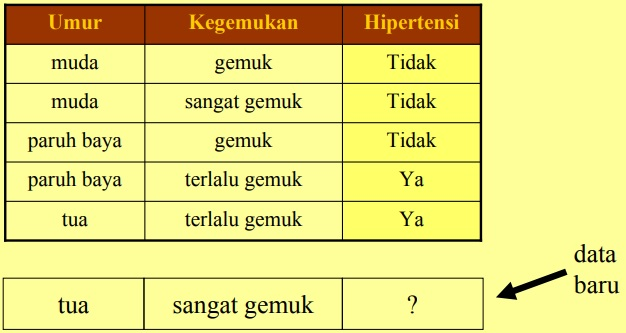 Umur Kegemukan Hipertensi
muda gemuk Tidak
muda sangat gemuk Tidak
paruh baya gemuk Tidak
paruh baya terlalu gemuk Ya
tua terlalu gemuk Ya
tua sangat gemuk ?
data
baru